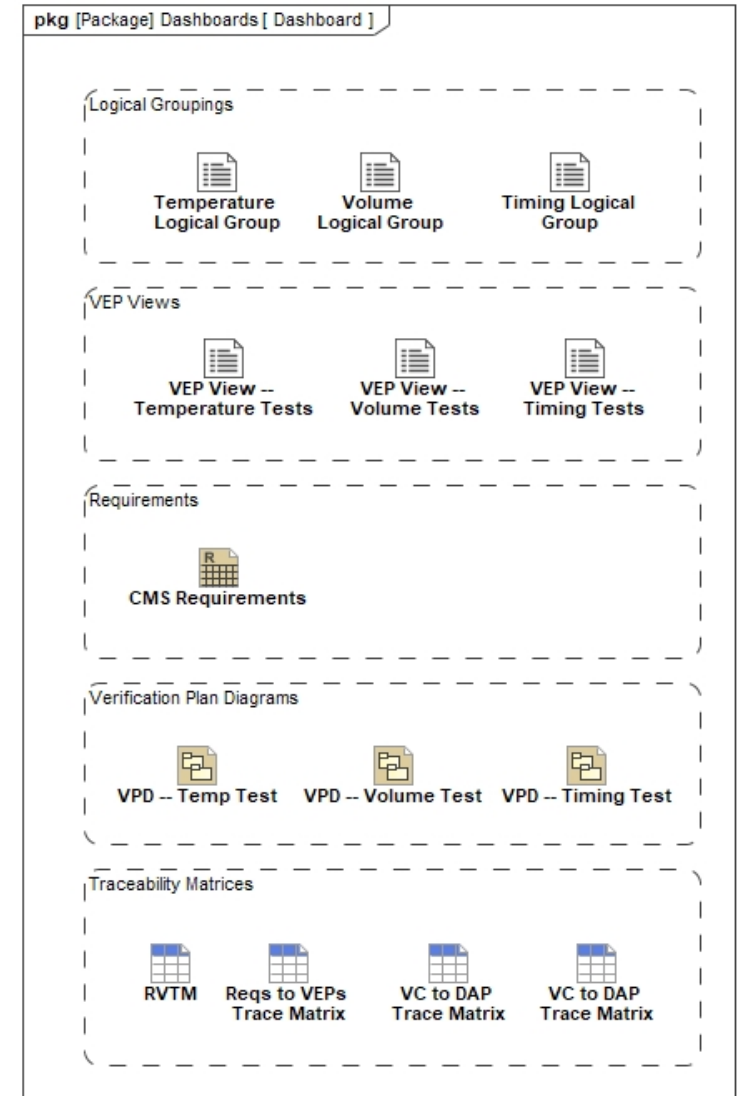 pkg [Package] Dashboards [ Dashboard ]
Logical Groupings
Temperature
Logical Group
Volume
Logical Group
Timing Logical
Group
VEP Views
VEP View --
Temperature Tests
VEP View --
Volume Tests
VEP View --
Timing Tests
Requirements
R
CMS Requirements
Verification Plan Diagrams
VPD -- Temp Test
VPD -- Volume Test
VPD -- Timing Test
Traceability Matrices
RVTM
Reqs to VEPs
Trace Matrix
VC to DAP
Trace Matrix
VC to DAP
Trace Matrix